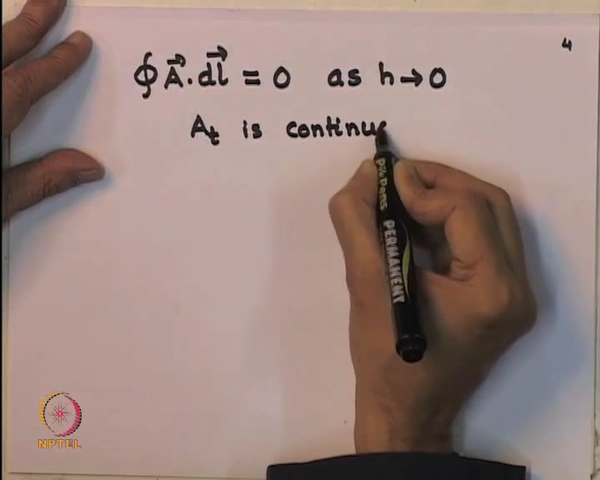 4
∮A⃗.dl⃗ = 0 as h→0
At is continu
PERMANENT
NPTEL